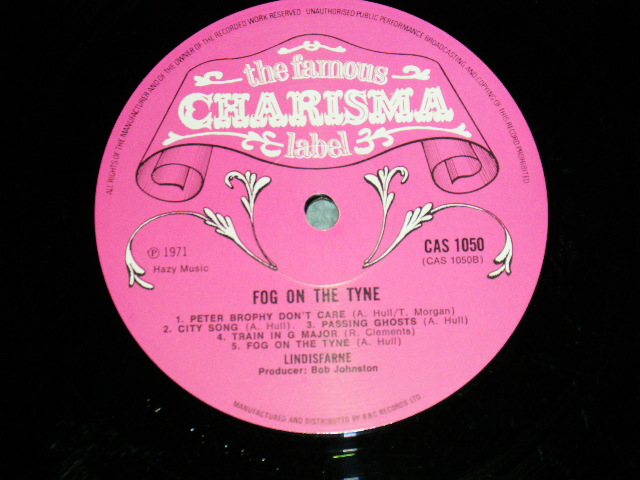 ALL RIGHTS OF THE MANUFACTURER AND OF THE OWNER OF THE RECORDED WORK RESERVED · UNAUTHORISED PUBLIC PERFORMANCE BROADCASTING AND COPYING OF THIS RECORD PROHIBITED
the famous
CHARISMA
label
℗ 1971
Hazy Music
CAS 1050
(CAS 1050B)
FOG ON THE TYNE
1. PETER BROPHY DON'T CARE (A. Hull/T. Morgan)
2. CITY SONG (A. Hull). 3. PASSING GHOSTS (A. Hull)
4. TRAIN IN G MAJOR (R. Clements)
5. FOG ON THE TYNE (A. Hull)
LINDISFARNE
Producer: Bob Johnston
MANUFACTURED AND DISTRIBUTED BY B&C RECORDS LTD.